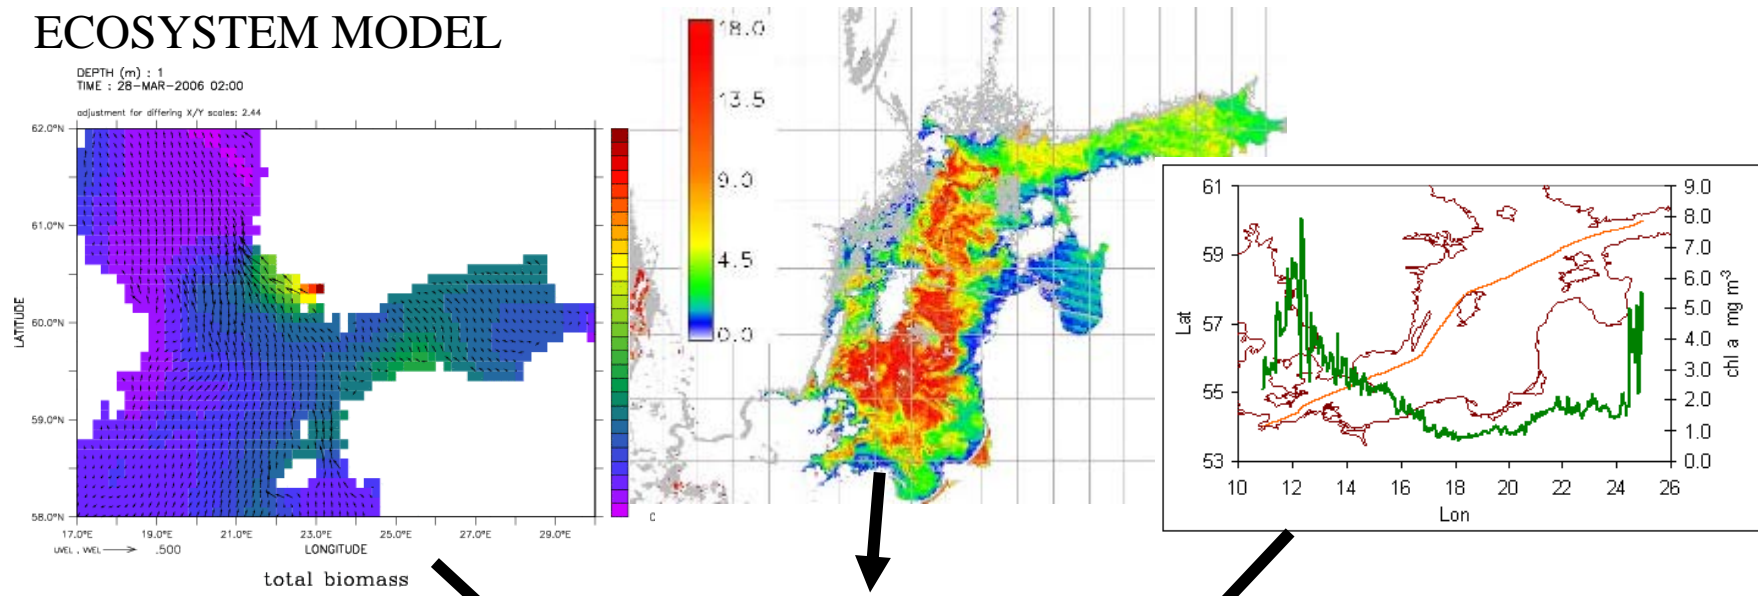 ECOSYSTEM MODEL
DEPTH (m) : 1
TIME : 28-MAR-2006 02:00
adjustment for differing X/Y scales: 2.44
62.0°N
61.0°N
60.0°N
59.0°N
58.0°N
LATITUDE
17.0°E 19.0°E 21.0°E 23.0°E 25.0°E 27.0°E 29.0°E
LONGITUDE
UVEL , VVEL .500
total biomass
18.0
13.5
9.0
4.5
0.0
61
59
57
55
53
Lat
10 12 14 16 18 20 22 24 26
Lon
9.0
8.0
7.0
6.0
5.0
4.0
3.0
2.0
1.0
0.0
chl a mg m⁻³